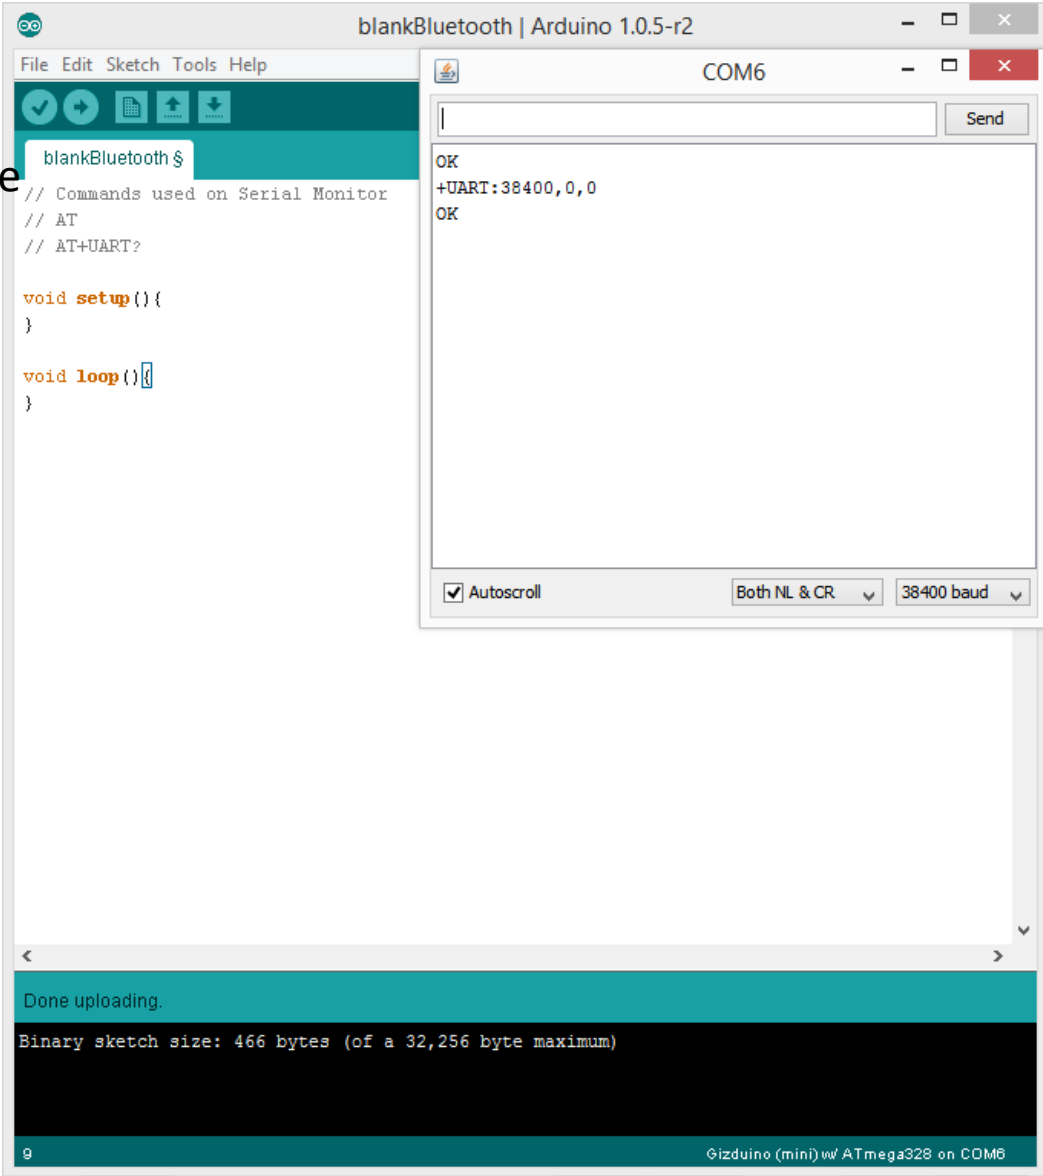 blankBluetooth | Arduino 1.0.5-r2
File Edit Sketch Tools Help
blankBluetooth §
e
// Commands used on Serial Monitor
// AT
// AT+UART?
void setup(){
}
void loop(){
}
COM6
Send
OK
+UART:38400,0,0
OK
Autoscroll
Both NL & CR
38400 baud
Done uploading.
Binary sketch size: 466 bytes (of a 32,256 byte maximum)
9
Gizduino (mini) w/ ATmega328 on COM6